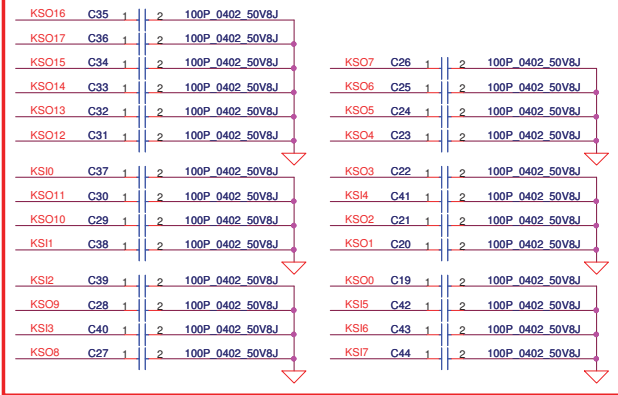 KSO16 C35 1 2 100P_0402_50V8J
KSO17 C36 1 2 100P_0402_50V8J
KSO15 C34 1 2 100P_0402_50V8J
KSO14 C33 1 2 100P_0402_50V8J
KSO13 C32 1 2 100P_0402_50V8J
KSO12 C31 1 2 100P_0402_50V8J
KSI0 C37 1 2 100P_0402_50V8J
KSO11 C30 1 2 100P_0402_50V8J
KSO10 C29 1 2 100P_0402_50V8J
KSI1 C38 1 2 100P_0402_50V8J
KSI2 C39 1 2 100P_0402_50V8J
KSO9 C28 1 2 100P_0402_50V8J
KSI3 C40 1 2 100P_0402_50V8J
KSO8 C27 1 2 100P_0402_50V8J
KSO7 C26 1 2 100P_0402_50V8J
KSO6 C25 1 2 100P_0402_50V8J
KSO5 C24 1 2 100P_0402_50V8J
KSO4 C23 1 2 100P_0402_50V8J
KSO3 C22 1 2 100P_0402_50V8J
KSI4 C41 1 2 100P_0402_50V8J
KSO2 C21 1 2 100P_0402_50V8J
KSO1 C20 1 2 100P_0402_50V8J
KSO0 C19 1 2 100P_0402_50V8J
KSI5 C42 1 2 100P_0402_50V8J
KSI6 C43 1 2 100P_0402_50V8J
KSI7 C44 1 2 100P_0402_50V8J